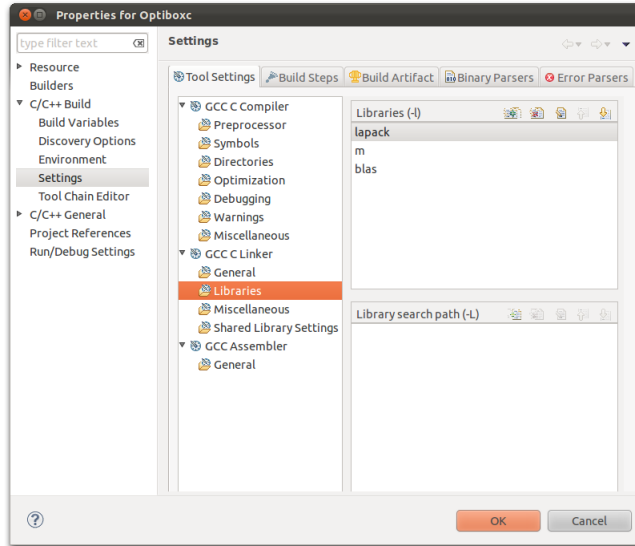 Properties for Optiboxc
type filter text
Resource
Builders
C/C++ Build
Build Variables
Discovery Options
Environment
Settings
Tool Chain Editor
C/C++ General
Project References
Run/Debug Settings
Settings
Tool Settings Build Steps Build Artifact Binary Parsers Error Parsers
GCC C Compiler
Preprocessor
Symbols
Directories
Optimization
Debugging
Warnings
Miscellaneous
GCC C Linker
General
Libraries
Miscellaneous
Shared Library Settings
GCC Assembler
General
Libraries (-l)
lapack
m
blas
Library search path (-L)
OK Cancel